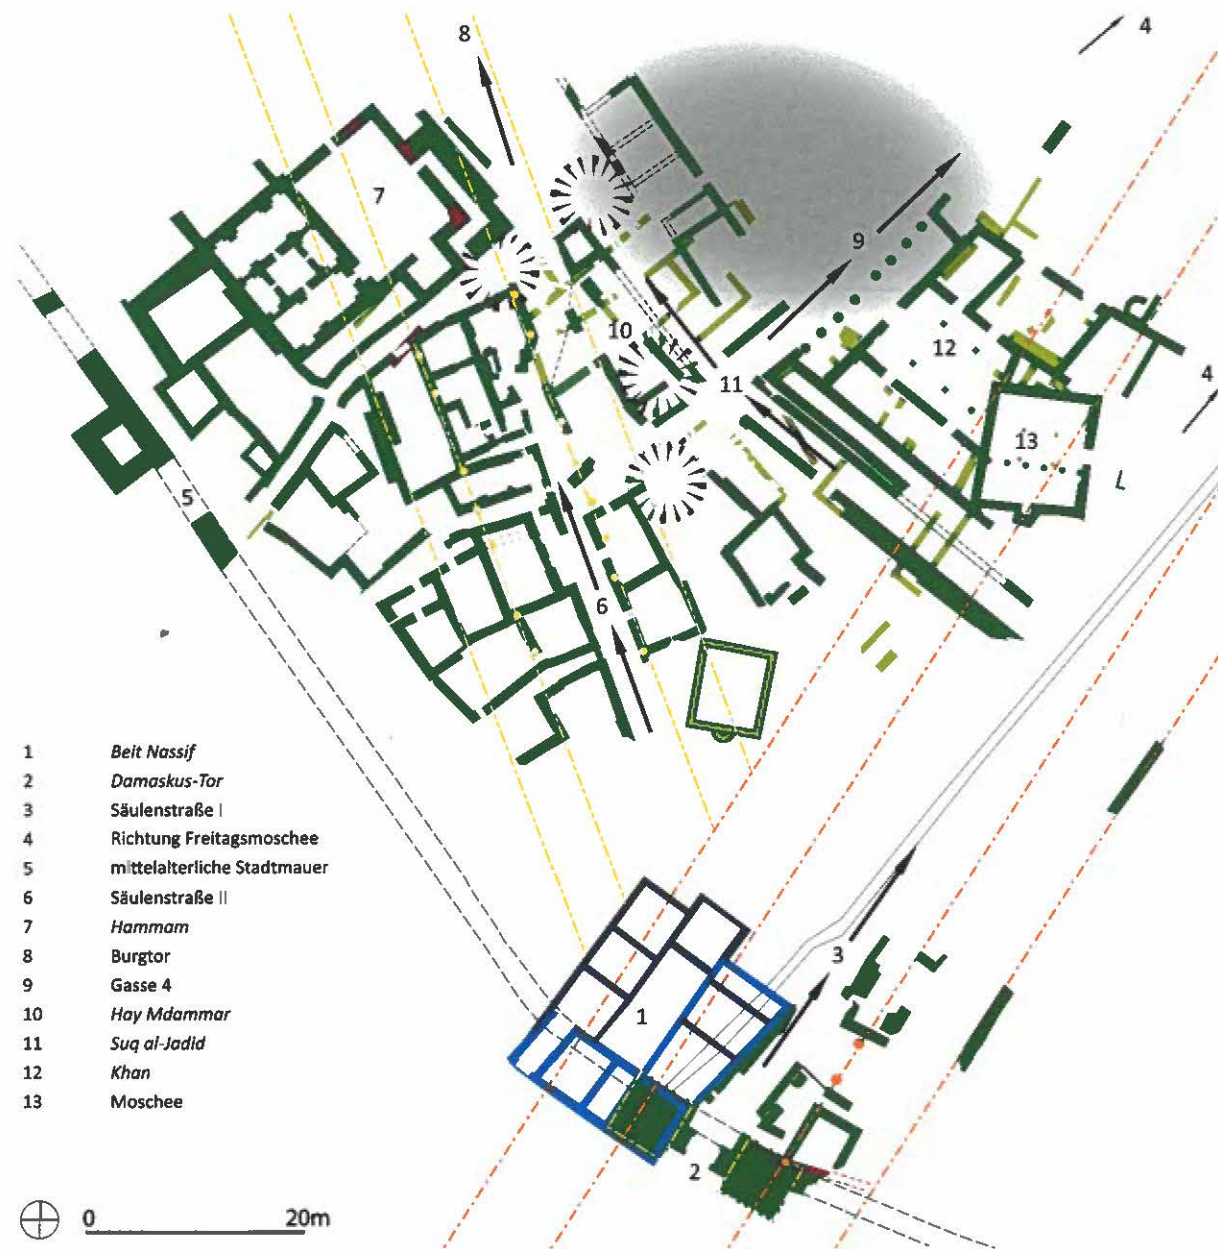 8
4
7
9
10
12
11
4
13
5
6
1 Beit Nassif
2 Damaskus-Tor
3 Säulenstraße I
4 Richtung Freitagsmoschee
5 mittelalterliche Stadtmauer
6 Säulenstraße II
7 Hammam
8 Burgtor
9 Gasse 4
10 Hay Mdammar
11 Suq al-Jadid
12 Khan
13 Moschee
3
1
2
0 20m